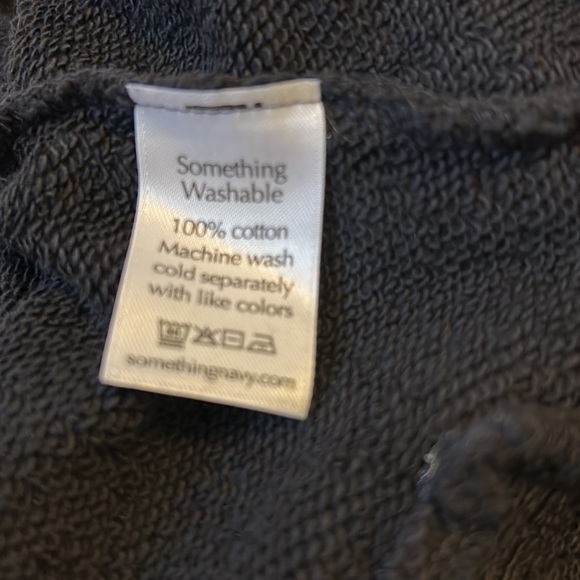 Something
Washable
100% cotton
Machine wash
cold separately
with like colors
somethingnavy.com